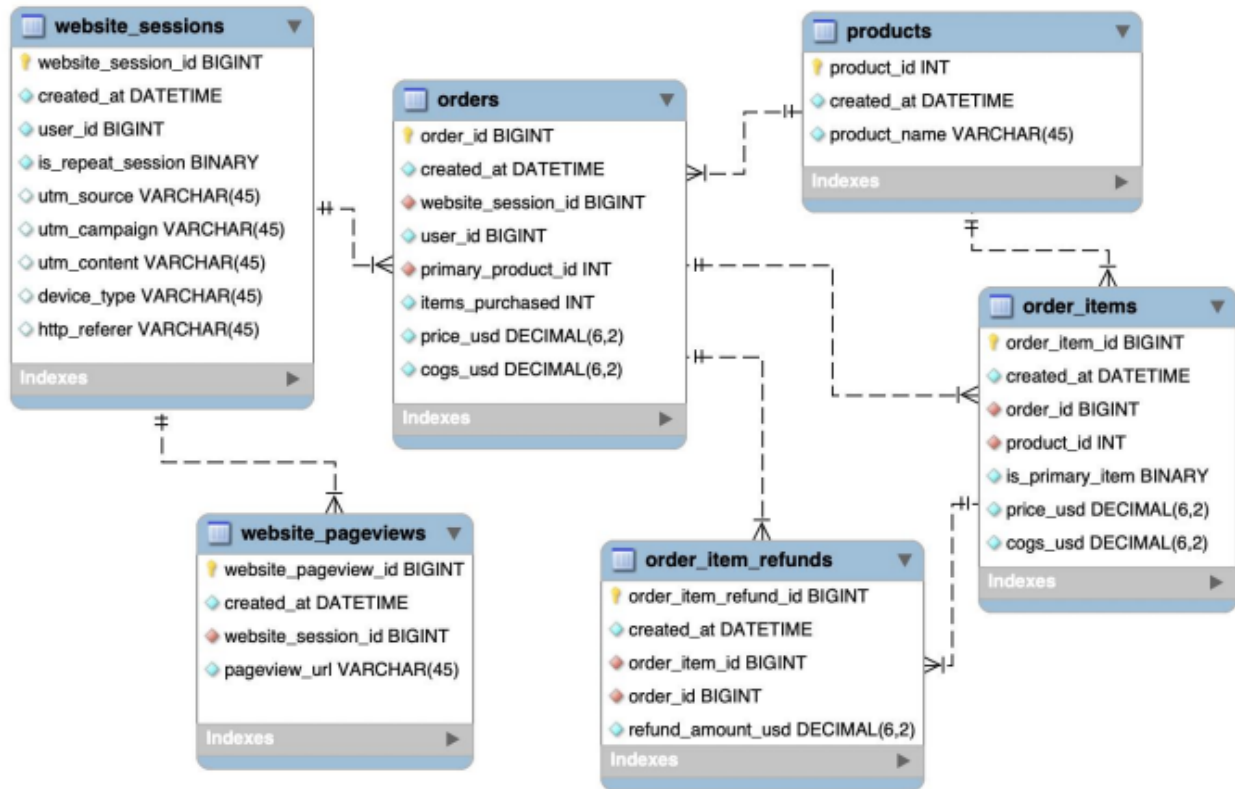 website_sessions
website_session_id BIGINT
created_at DATETIME
user_id BIGINT
is_repeat_session BINARY
utm_source VARCHAR(45)
utm_campaign VARCHAR(45)
utm_content VARCHAR(45)
device_type VARCHAR(45)
http_referer VARCHAR(45)
Indexes
orders
order_id BIGINT
created_at DATETIME
website_session_id BIGINT
user_id BIGINT
primary_product_id INT
items_purchased INT
price_usd DECIMAL(6,2)
cogs_usd DECIMAL(6,2)
Indexes
products
product_id INT
created_at DATETIME
product_name VARCHAR(45)
Indexes
order_items
order_item_id BIGINT
created_at DATETIME
order_id BIGINT
product_id INT
is_primary_item BINARY
price_usd DECIMAL(6,2)
cogs_usd DECIMAL(6,2)
Indexes
website_pageviews
website_pageview_id BIGINT
created_at DATETIME
website_session_id BIGINT
pageview_url VARCHAR(45)
Indexes
order_item_refunds
order_item_refund_id BIGINT
created_at DATETIME
order_item_id BIGINT
order_id BIGINT
refund_amount_usd DECIMAL(6,2)
Indexes